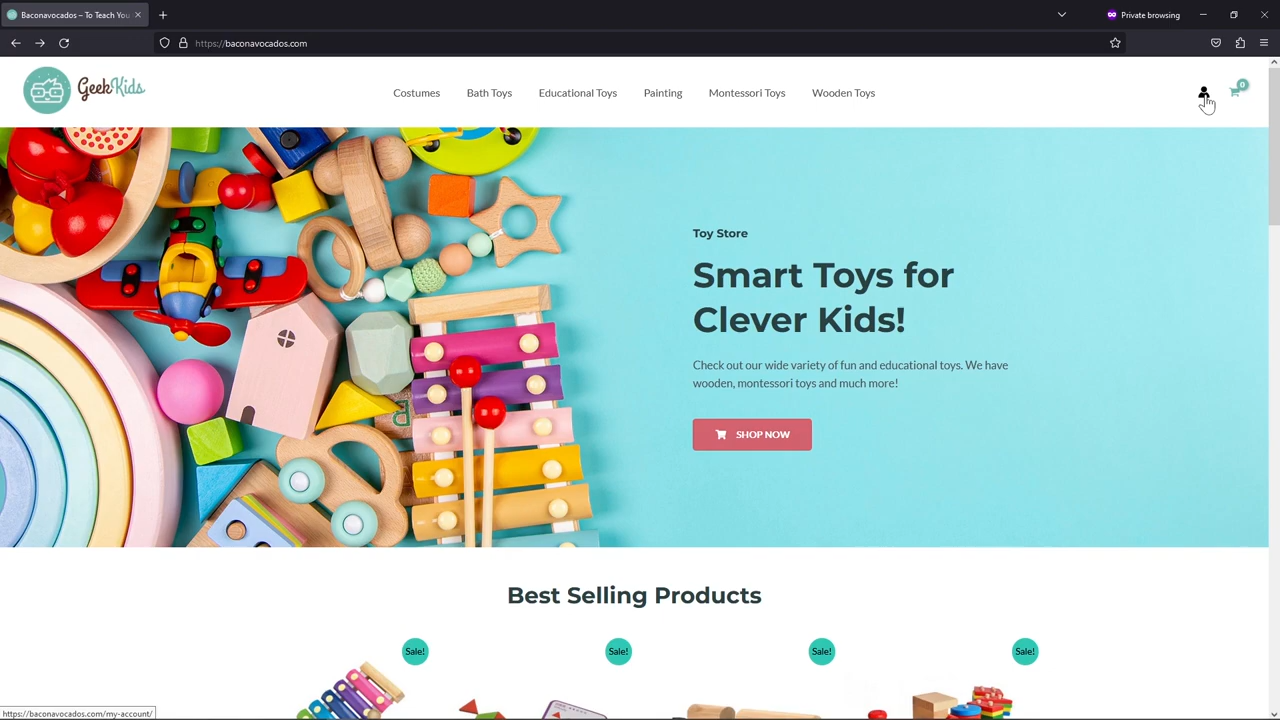 Baconavocados – To Teach You
Private browsing
https://baconavocados.com
GeekKids
Costumes
Bath Toys
Educational Toys
Painting
Montessori Toys
Wooden Toys
0
Toy Store
Smart Toys for
Clever Kids!
Check out our wide variety of fun and educational toys. We have
wooden, montessori toys and much more!
SHOP NOW
Best Selling Products
Sale!
Sale!
Sale!
Sale!
https://baconavocados.com/my-account/